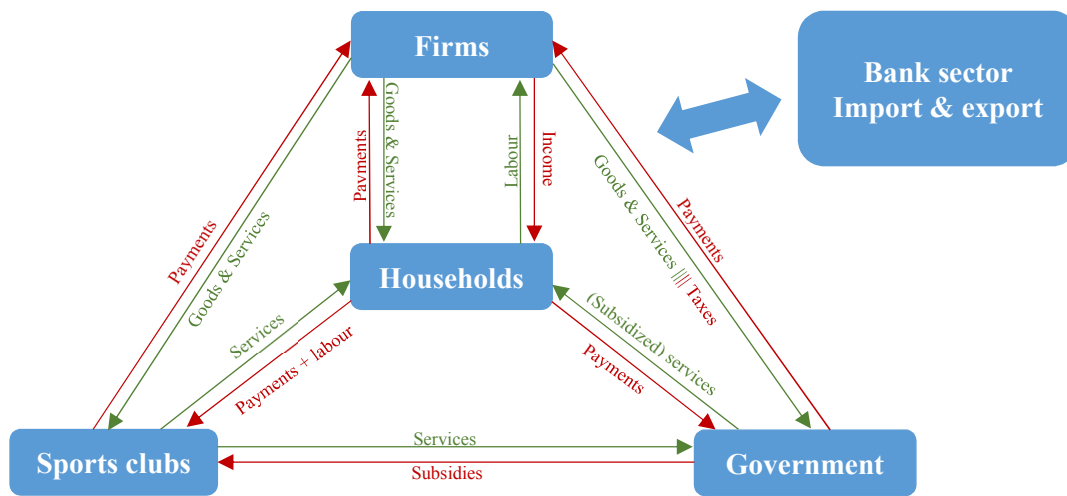 Firms
Bank sector
Import & export
Payments
Goods & Services
Payments
Goods & Services
Labour
Income
Goods & Services |||||| Taxes
Payments
Households
Services
Payments + labour
(Subsidized) services
Payments
Sports clubs
Services
Subsidies
Government